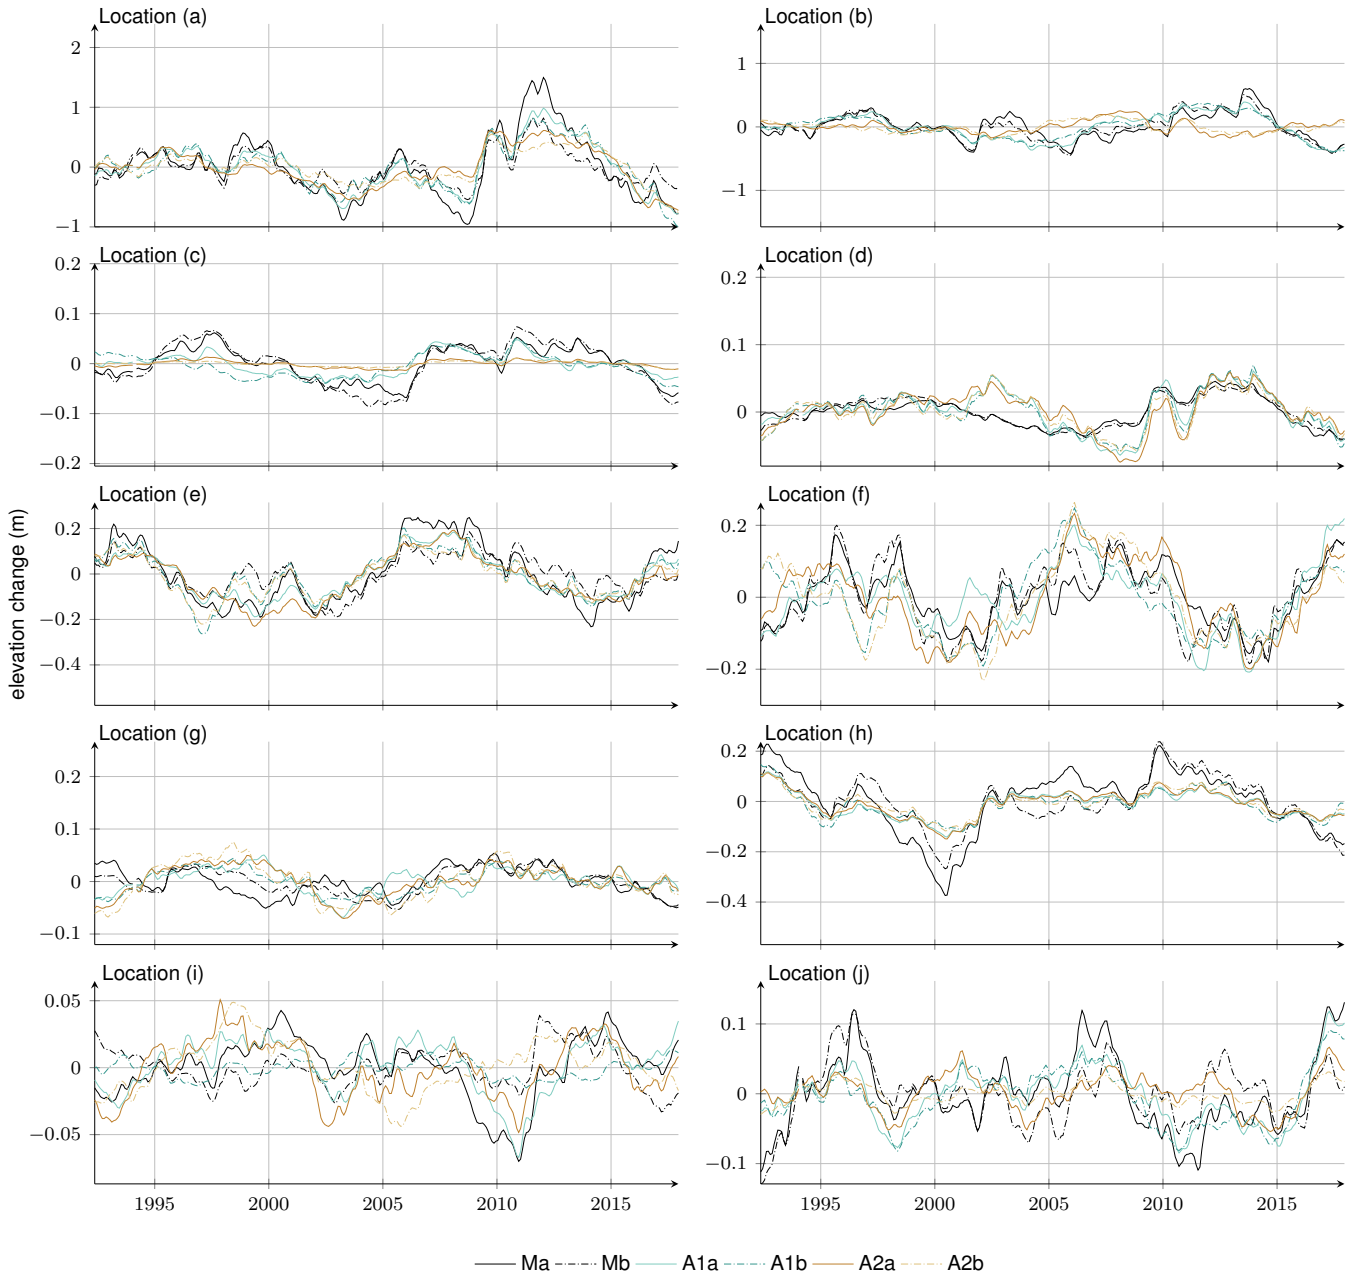 Location (a)
Location (b)
2
1
0
−1
1
0
−1
Location (c)
Location (d)
0.2
0.1
0
−0.1
−0.2
0.2
0.1
0
Location (e)
Location (f)
0.2
0
−0.2
−0.4
0.2
0
−0.2
elevation change (m)
Location (g)
Location (h)
0.2
0.1
0
−0.1
0.2
0
−0.2
−0.4
Location (i)
Location (j)
0.05
0
−0.05
0.1
0
−0.1
1995 2000 2005 2010 2015
1995 2000 2005 2010 2015
Ma Mb A1a A1b A2a A2b